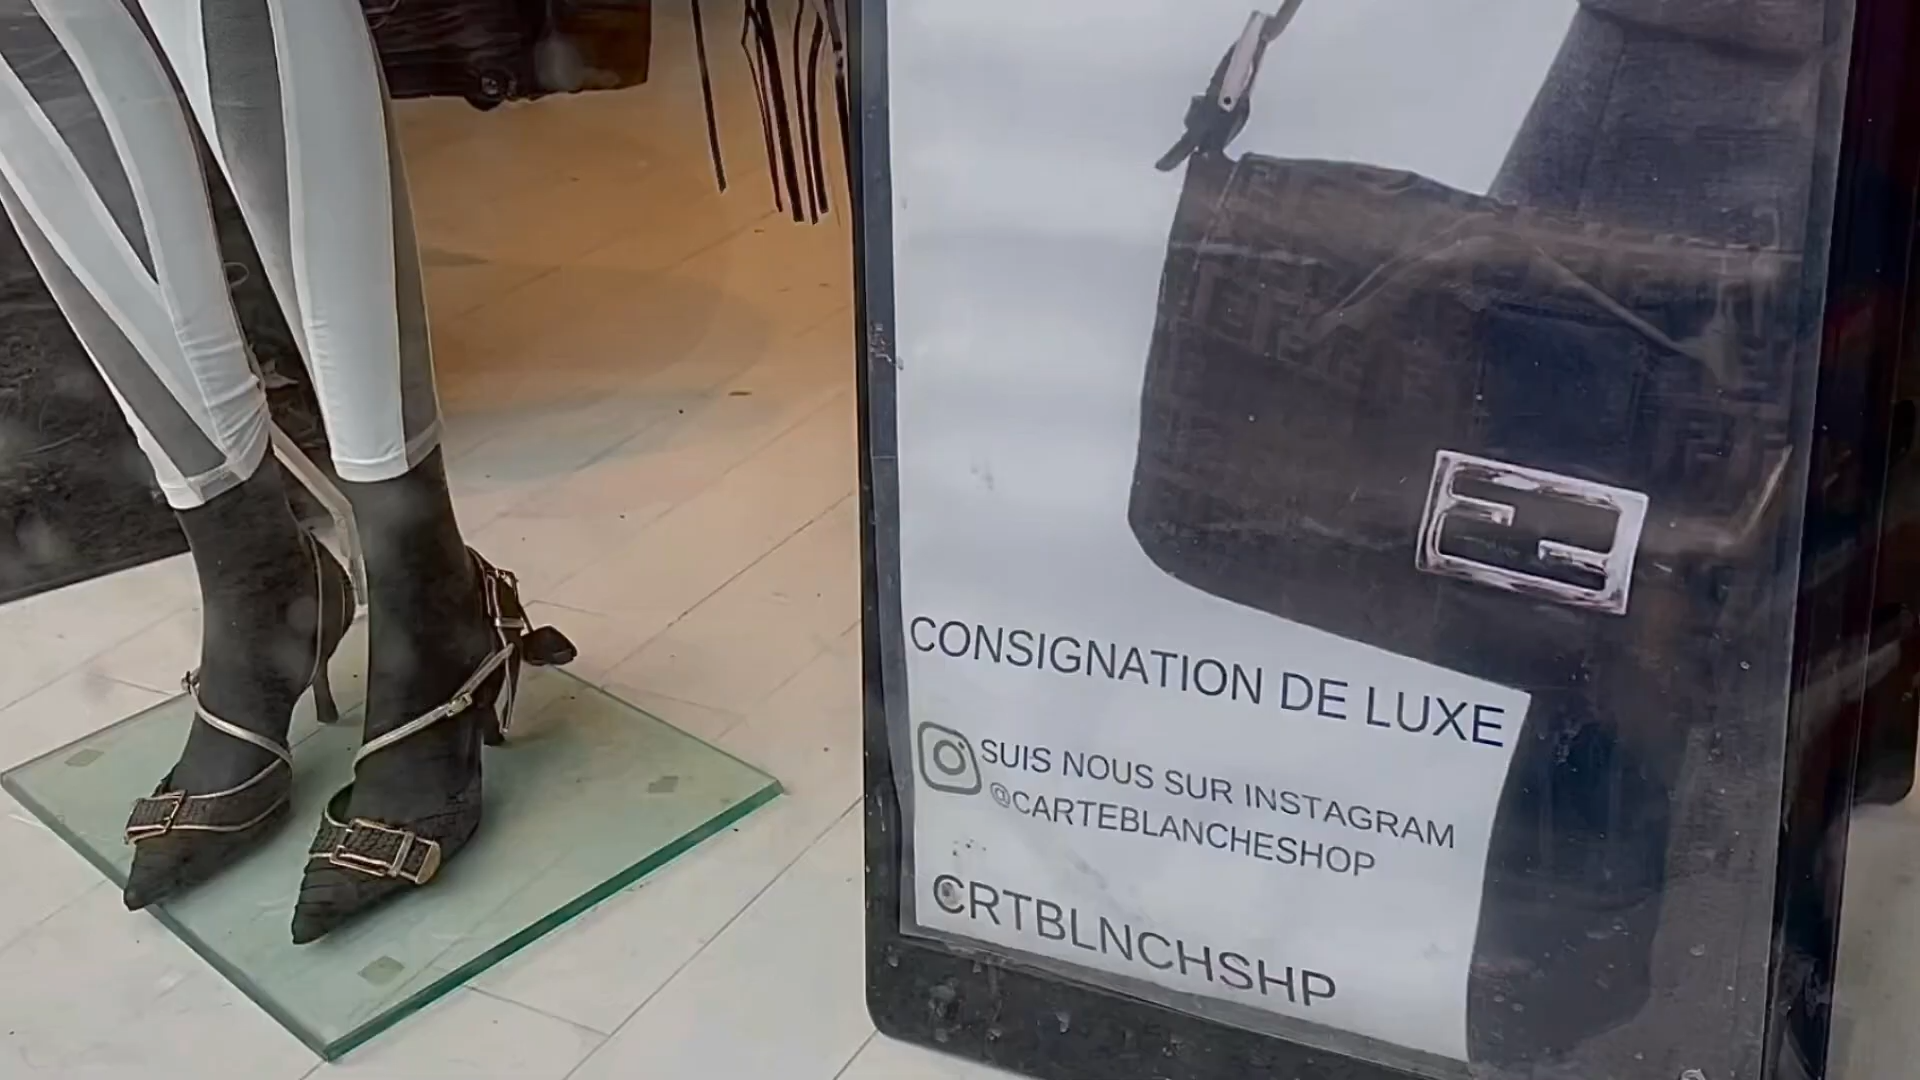 CONSIGNATION DE LUXE
SUIS NOUS SUR INSTAGRAM
@CARTEBLANCHESHOP
CRTBLNCHSHP